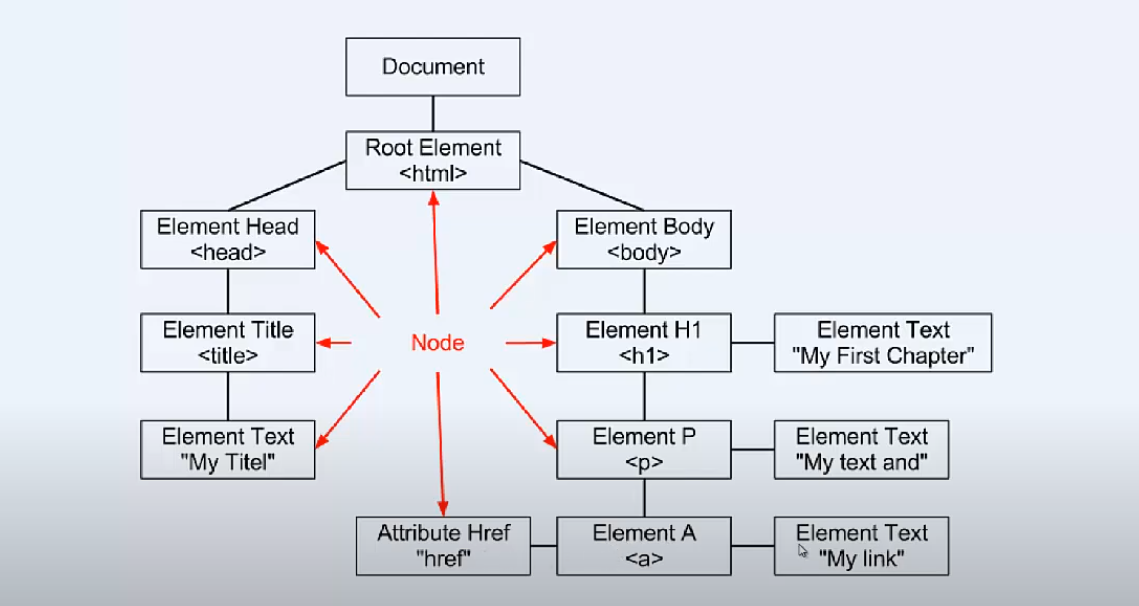 Document
Root Element
<html>
Element Head
<head>
Element Body
<body>
Element Title
<title>
Node
Element H1
<h1>
Element Text
"My First Chapter"
Element Text
"My Titel"
Element P
<p>
Element Text
"My text and"
Attribute Href
"href"
Element A
<a>
Element Text
"My link"